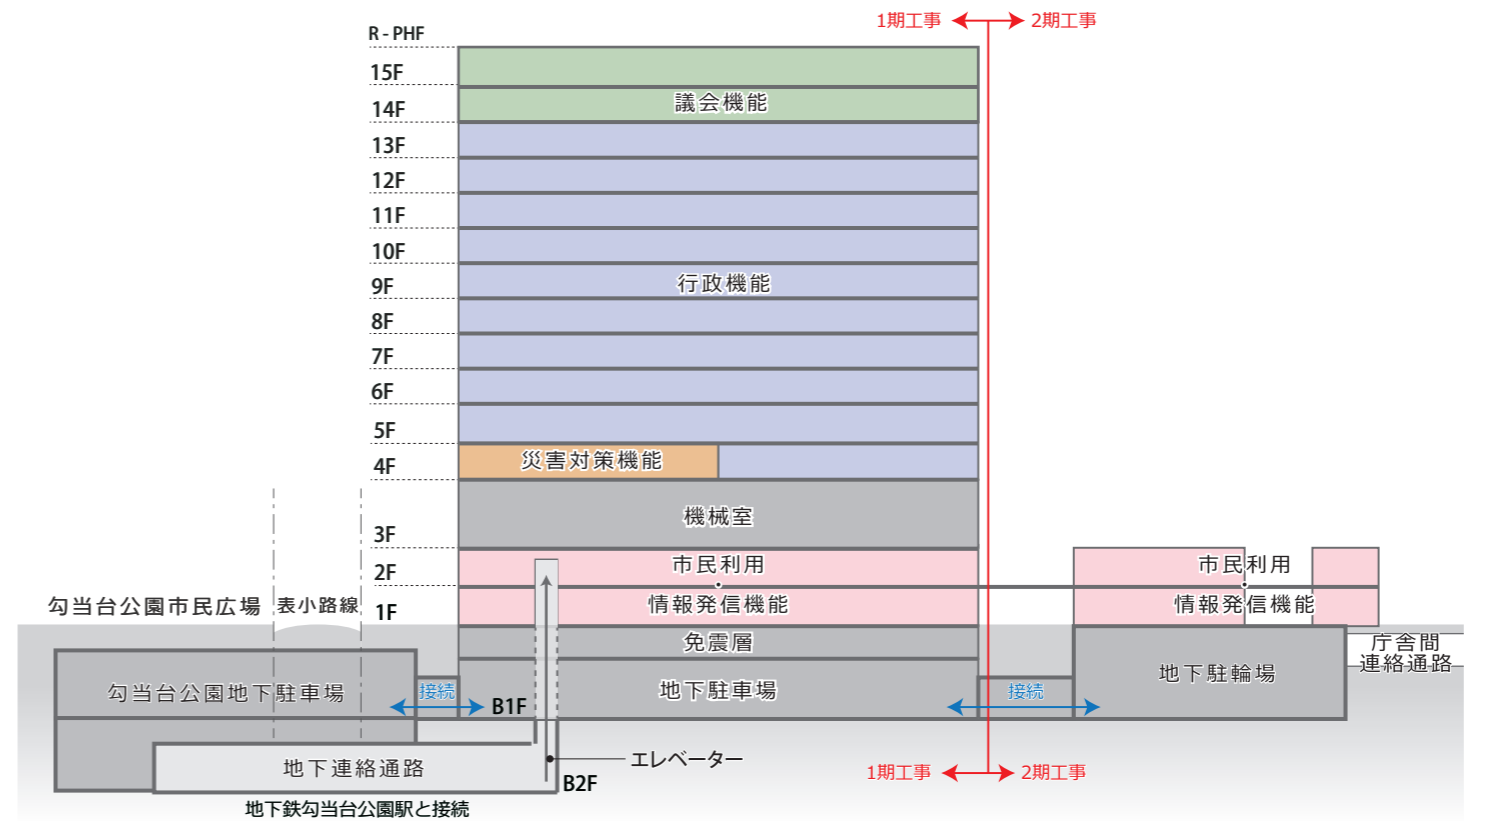 1期工事
2期工事
R - PHF
15F
14F
議会機能
13F
12F
11F
10F
9F
行政機能
8F
7F
6F
5F
4F
災害対策機能
機械室
3F
2F
市民利用
市民利用
勾当台公園市民広場
表小路線
1F
情報発信機能
情報発信機能
免震層
庁舎間
連絡通路
勾当台公園地下駐車場
接続
B1F
地下駐車場
接続
地下駐輪場
地下連絡通路
エレベーター
B2F
1期工事
2期工事
地下鉄勾当台公園駅と接続